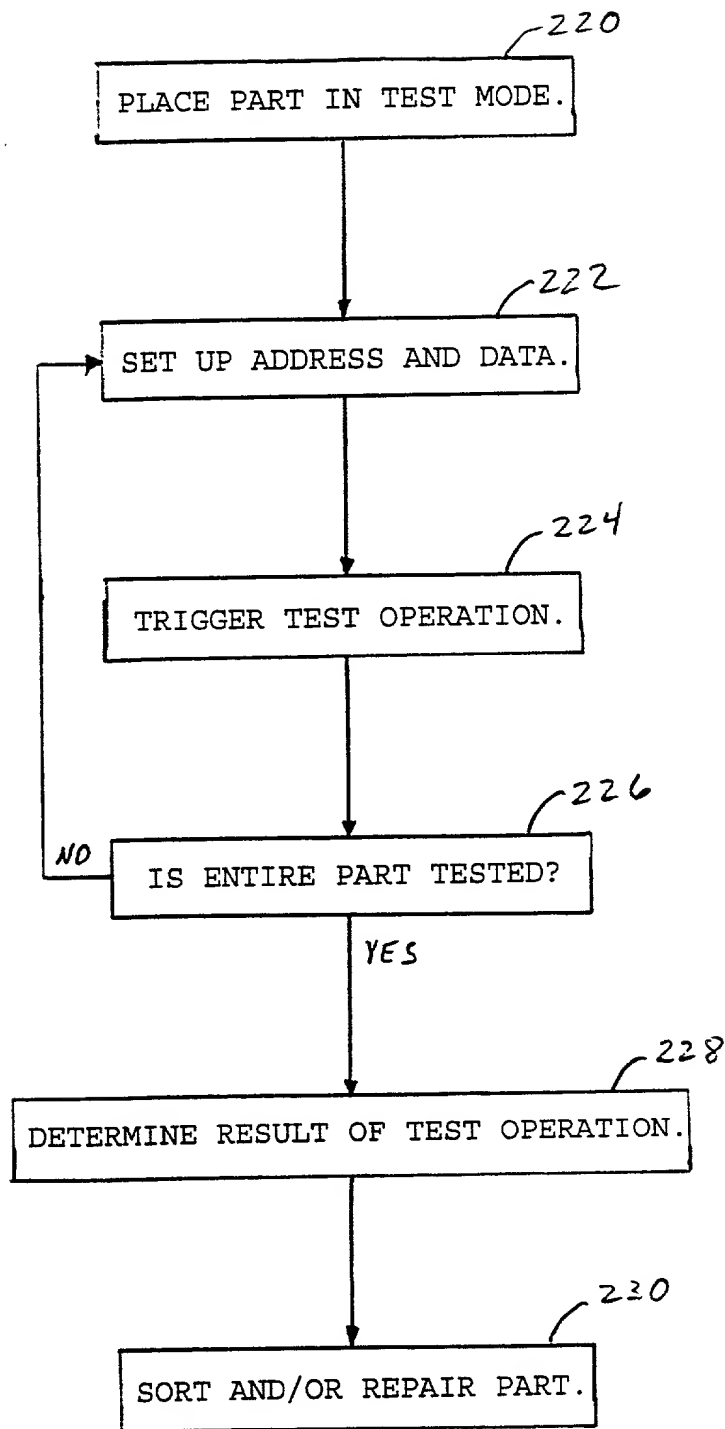 220
PLACE PART IN TEST MODE.
222
SET UP ADDRESS AND DATA.
224
TRIGGER TEST OPERATION.
226
NO
IS ENTIRE PART TESTED?
YES
228
DETERMINE RESULT OF TEST OPERATION.
230
SORT AND/OR REPAIR PART.